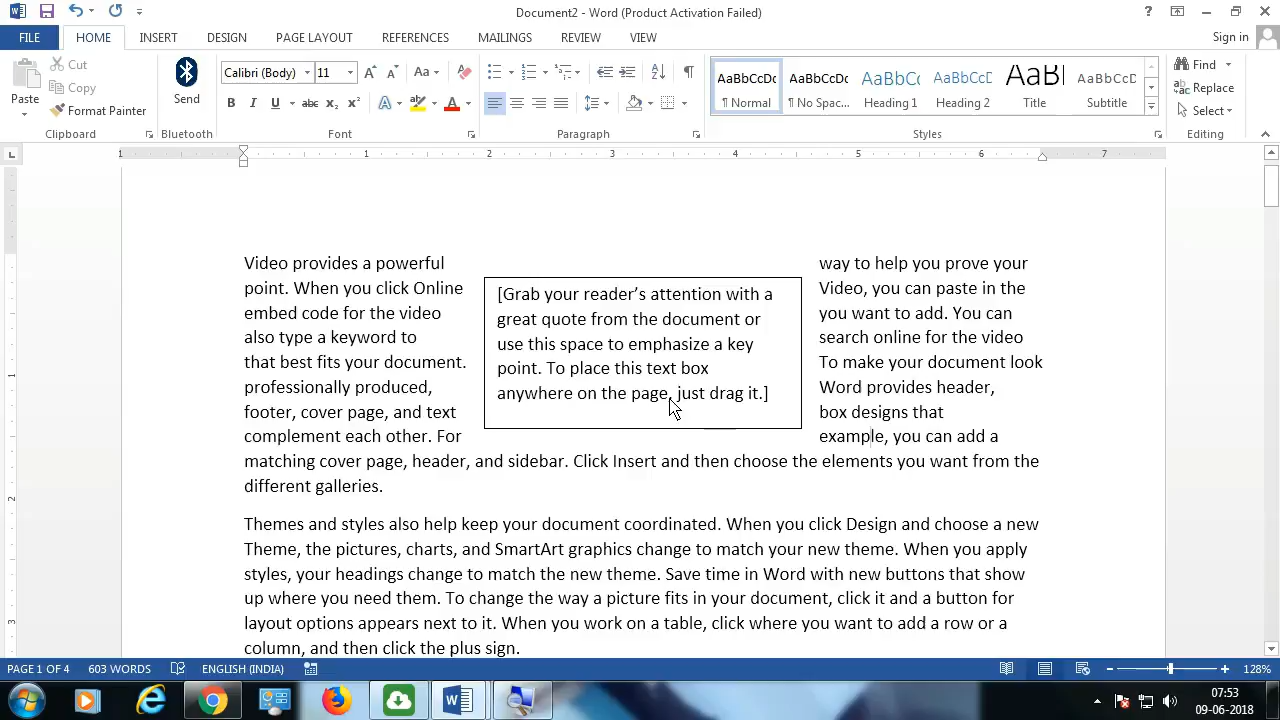 Document2 - Word (Product Activation Failed)
FILE HOME INSERT DESIGN PAGE LAYOUT REFERENCES MAILINGS REVIEW VIEW Sign in
Paste
Cut
Copy
Format Painter
Clipboard
Send
Bluetooth
Calibri (Body) 11
Font
Paragraph
AaBbCcDc AaBbCcDc AaBbCc AaBbCcD AaBl AaBbCcD
¶ Normal ¶ No Spac... Heading 1 Heading 2 Title Subtitle
Styles
Find
Replace
Select
Editing
1 1 2 3 4 5 6 7
Video provides a powerful way to help you prove your
point. When you click Online Video, you can paste in the
embed code for the video you want to add. You can
also type a keyword to search online for the video
that best fits your document. To make your document look
professionally produced, Word provides header,
footer, cover page, and text box designs that
complement each other. For example, you can add a
matching cover page, header, and sidebar. Click Insert and then choose the elements you want from the
different galleries.
[Grab your reader's attention with a
great quote from the document or
use this space to emphasize a key
point. To place this text box
anywhere on the page, just drag it.]
Themes and styles also help keep your document coordinated. When you click Design and choose a new
Theme, the pictures, charts, and SmartArt graphics change to match your new theme. When you apply
styles, your headings change to match the new theme. Save time in Word with new buttons that show
up where you need them. To change the way a picture fits in your document, click it and a button for
layout options appears next to it. When you work on a table, click where you want to add a row or a
column, and then click the plus sign.
PAGE 1 OF 4 603 WORDS ENGLISH (INDIA) 128%
07:53
09-06-2018